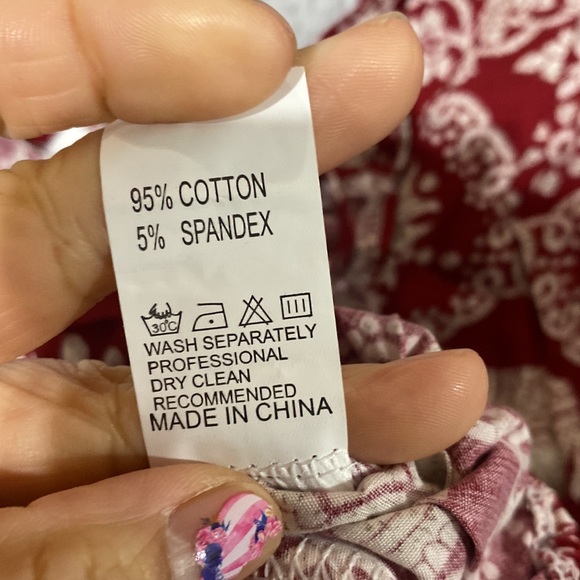 95% COTTON
5% SPANDEX
30°C
WASH SEPARATELY
PROFESSIONAL
DRY CLEAN
RECOMMENDED
MADE IN CHINA